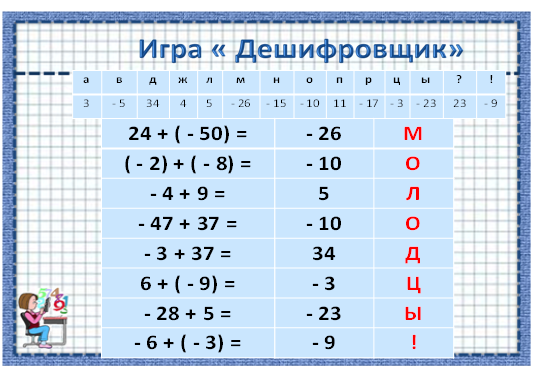 Игра « Дешифровщик»
а в д ж л м н о п р ц ы ? !
3 - 5 34 4 5 - 26 - 15 - 10 11 - 17 - 3 - 23 23 - 9
24 + ( - 50) = - 26 М
( - 2) + ( - 8) = - 10 О
- 4 + 9 = 5 Л
- 47 + 37 = - 10 О
- 3 + 37 = 34 Д
6 + ( - 9) = - 3 Ц
- 28 + 5 = - 23 Ы
- 6 + ( - 3) = - 9 !